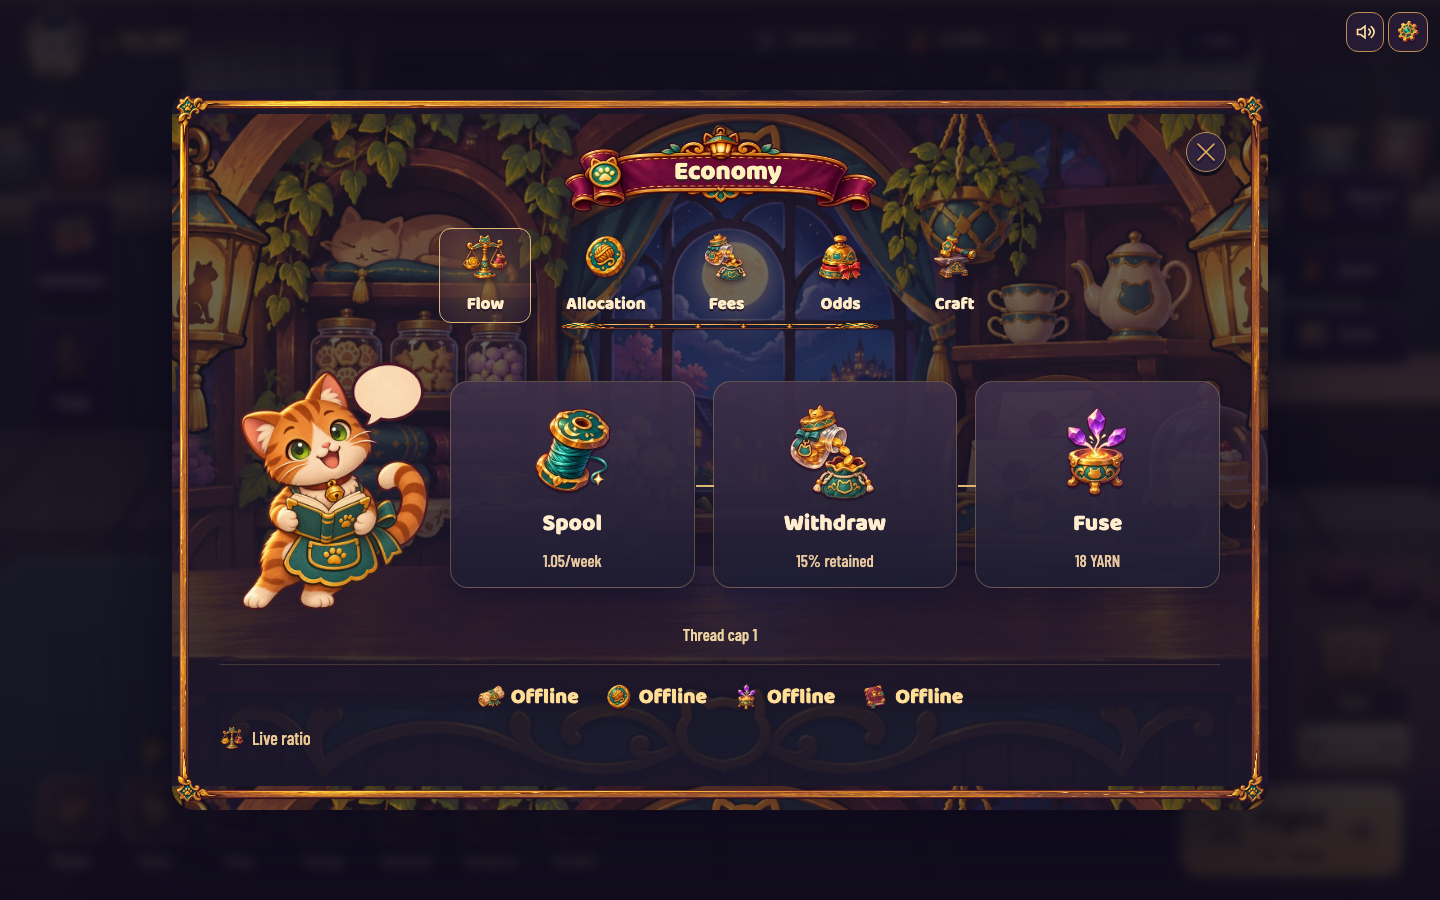 Economy
Flow
Allocation
Fees
Odds
Craft
Spool
1.05/week
Withdraw
15% retained
Fuse
18 YARN
Thread cap 1
Offline
Offline
Offline
Offline
Live ratio